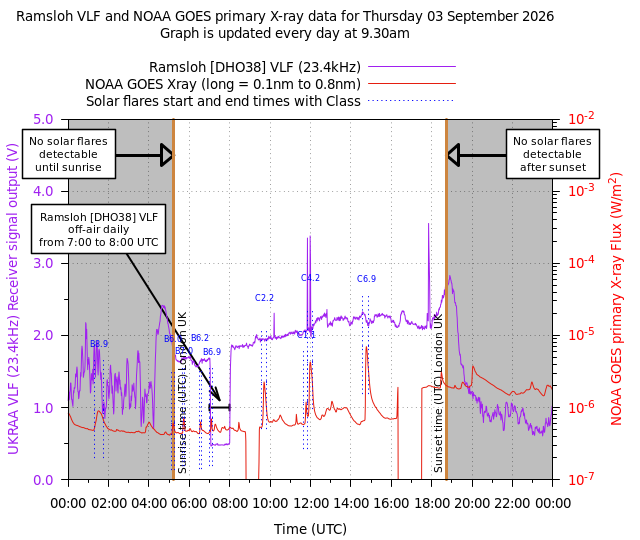 Ramsloh VLF and NOAA GOES primary X-ray data for Thursday 03 September 2026
Graph is updated every day at 9.30am
Ramsloh [DHO38] VLF (23.4kHz)
NOAA GOES Xray (long = 0.1nm to 0.8nm)
Solar flares start and end times with Class
5.0
4.0
3.0
2.0
1.0
0.0
UKRAA VLF (23.4kHz) Receiver signal output (V)
10-2
10-3
10-4
10-5
10-6
10-7
NOAA GOES primary X-ray Flux (W/m2)
No solar flares
detectable
until sunrise
No solar flares
detectable
after sunset
Ramsloh [DHO38] VLF
off-air daily
from 7:00 to 8:00 UTC
B8.9
B6.2
B6.9
C2.2
C4.2
C1.1
C6.9
Sunrise time (UTC) London UK
Sunset time (UTC) London UK
00:00 02:00 04:00 06:00 08:00 10:00 12:00 14:00 16:00 18:00 20:00 22:00 00:00
Time (UTC)